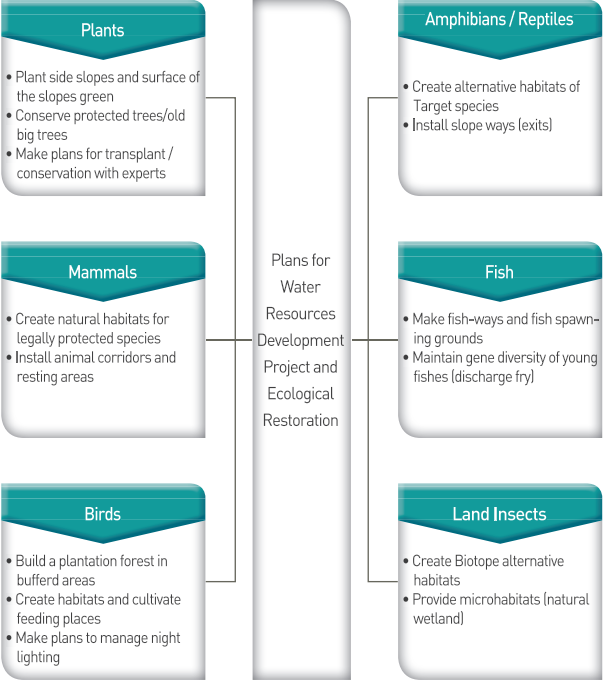 Plants
• Plant side slopes and surface of
the slopes green
• Conserve protected trees/old
big trees
• Make plans for transplant /
conservation with experts
Mammals
• Create natural habitats for
legally protected species
• Install animal corridors and
resting areas
Birds
• Build a plantation forest in
bufferd areas
• Create habitats and cultivate
feeding places
• Make plans to manage night
lighting
Plans for
Water
Resources
Development
Project and
Ecological
Restoration
Amphibians / Reptiles
• Create alternative habitats of
Target species
• Install slope ways (exits)
Fish
• Make fish-ways and fish spawn-
ing grounds
• Maintain gene diversity of young
fishes (discharge fry)
Land Insects
• Create Biotope alternative
habitats
• Provide microhabitats (natural
wetland)